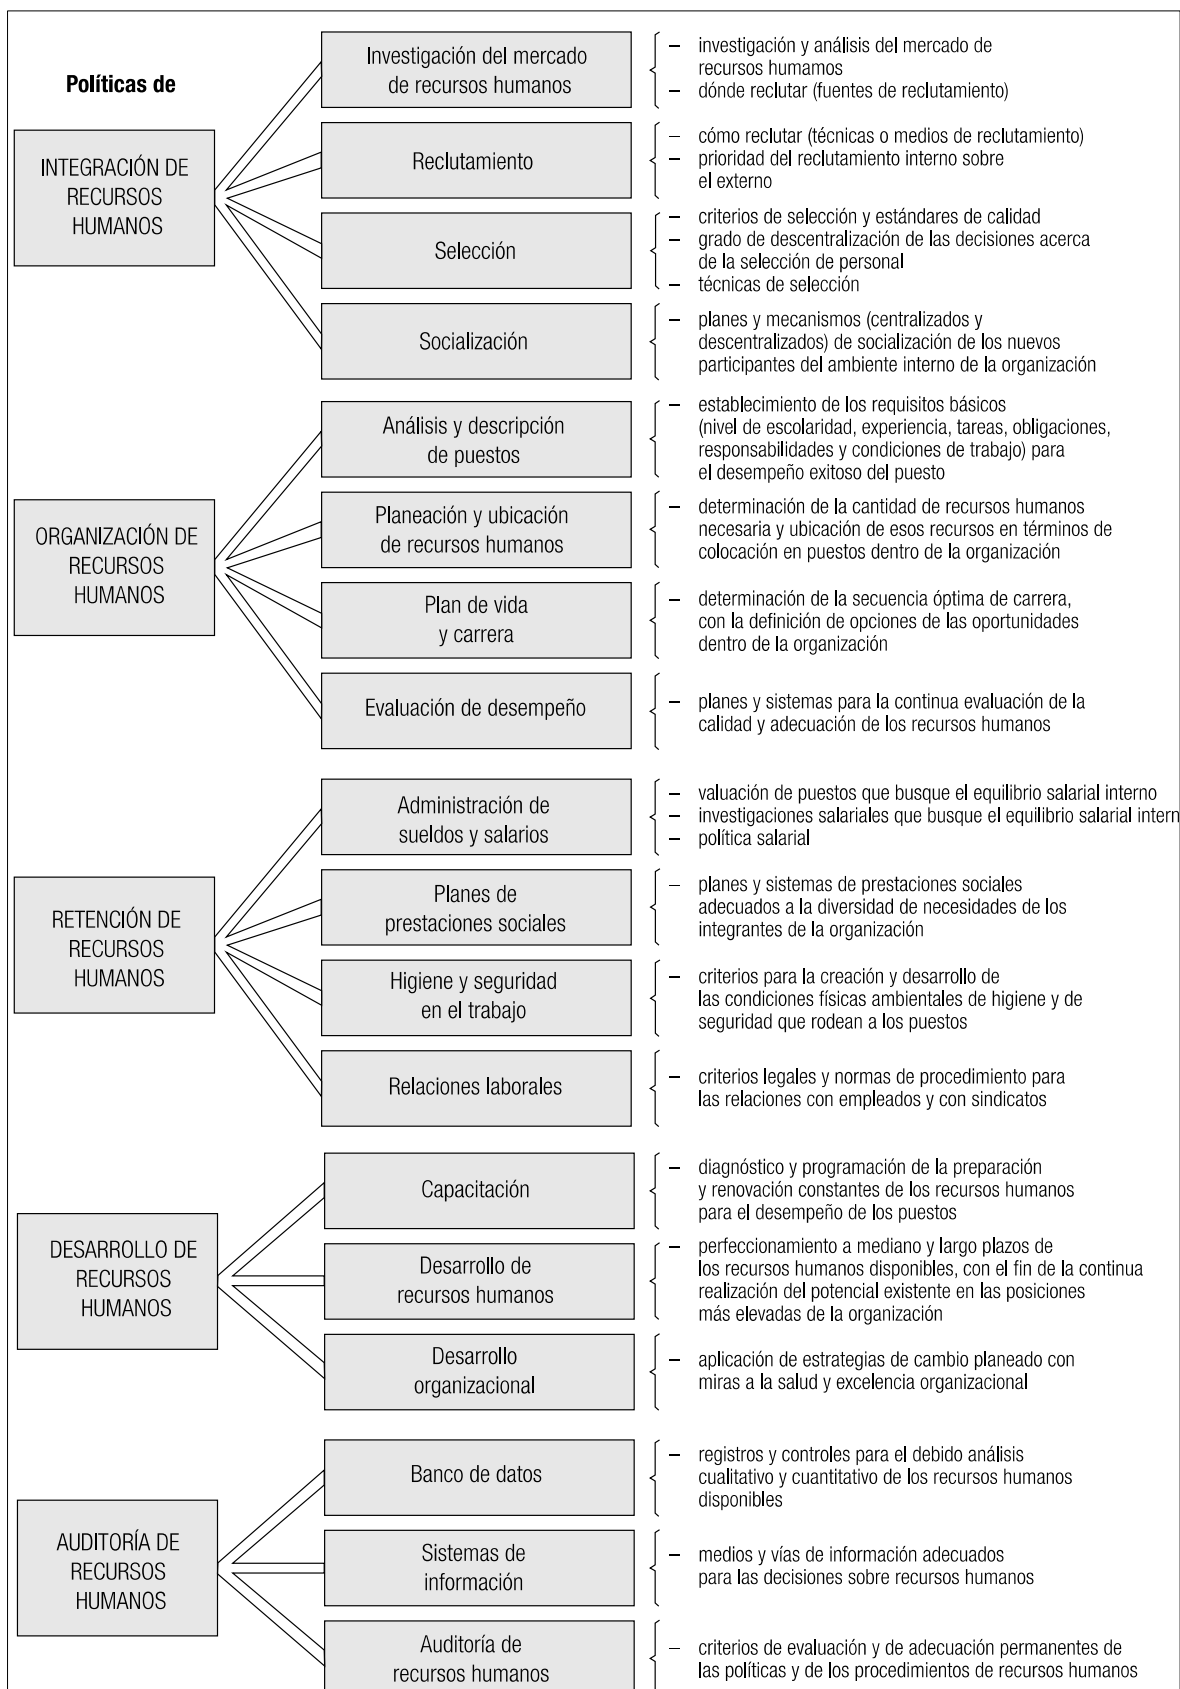 Políticas de
INTEGRACIÓN DE
RECURSOS
HUMANOS
Investigación del mercado
de recursos humanos
– investigación y análisis del mercado de
recursos humamos
– dónde reclutar (fuentes de reclutamiento)
Reclutamiento
– cómo reclutar (técnicas o medios de reclutamiento)
– prioridad del reclutamiento interno sobre
el externo
Selección
– criterios de selección y estándares de calidad
– grado de descentralización de las decisiones acerca
de la selección de personal
– técnicas de selección
Socialización
– planes y mecanismos (centralizados y
descentralizados) de socialización de los nuevos
participantes del ambiente interno de la organización
ORGANIZACIÓN DE
RECURSOS
HUMANOS
Análisis y descripción
de puestos
– establecimiento de los requisitos básicos
(nivel de escolaridad, experiencia, tareas, obligaciones,
responsabilidades y condiciones de trabajo) para
el desempeño exitoso del puesto
Planeación y ubicación
de recursos humanos
– determinación de la cantidad de recursos humanos
necesaria y ubicación de esos recursos en términos de
colocación en puestos dentro de la organización
Plan de vida
y carrera
– determinación de la secuencia óptima de carrera,
con la definición de opciones de las oportunidades
dentro de la organización
Evaluación de desempeño
– planes y sistemas para la continua evaluación de la
calidad y adecuación de los recursos humanos
RETENCIÓN DE
RECURSOS
HUMANOS
Administración de
sueldos y salarios
– valuación de puestos que busque el equilibrio salarial interno
– investigaciones salariales que busque el equilibrio salarial intern
– política salarial
Planes de
prestaciones sociales
– planes y sistemas de prestaciones sociales
adecuados a la diversidad de necesidades de los
integrantes de la organización
Higiene y seguridad
en el trabajo
– criterios para la creación y desarrollo de
las condiciones físicas ambientales de higiene y de
seguridad que rodean a los puestos
Relaciones laborales
– criterios legales y normas de procedimiento para
las relaciones con empleados y con sindicatos
DESARROLLO DE
RECURSOS
HUMANOS
Capacitación
– diagnóstico y programación de la preparación
y renovación constantes de los recursos humanos
para el desempeño de los puestos
Desarrollo de
recursos humanos
– perfeccionamiento a mediano y largo plazos de
los recursos humanos disponibles, con el fin de la continua
realización del potencial existente en las posiciones
más elevadas de la organización
Desarrollo
organizacional
– aplicación de estrategias de cambio planeado con
miras a la salud y excelencia organizacional
AUDITORÍA DE
RECURSOS
HUMANOS
Banco de datos
– registros y controles para el debido análisis
cualitativo y cuantitativo de los recursos humanos
disponibles
Sistemas de
información
– medios y vías de información adecuados
para las decisiones sobre recursos humanos
Auditoría de
recursos humanos
– criterios de evaluación y de adecuación permanentes de
las políticas y de los procedimientos de recursos humanos